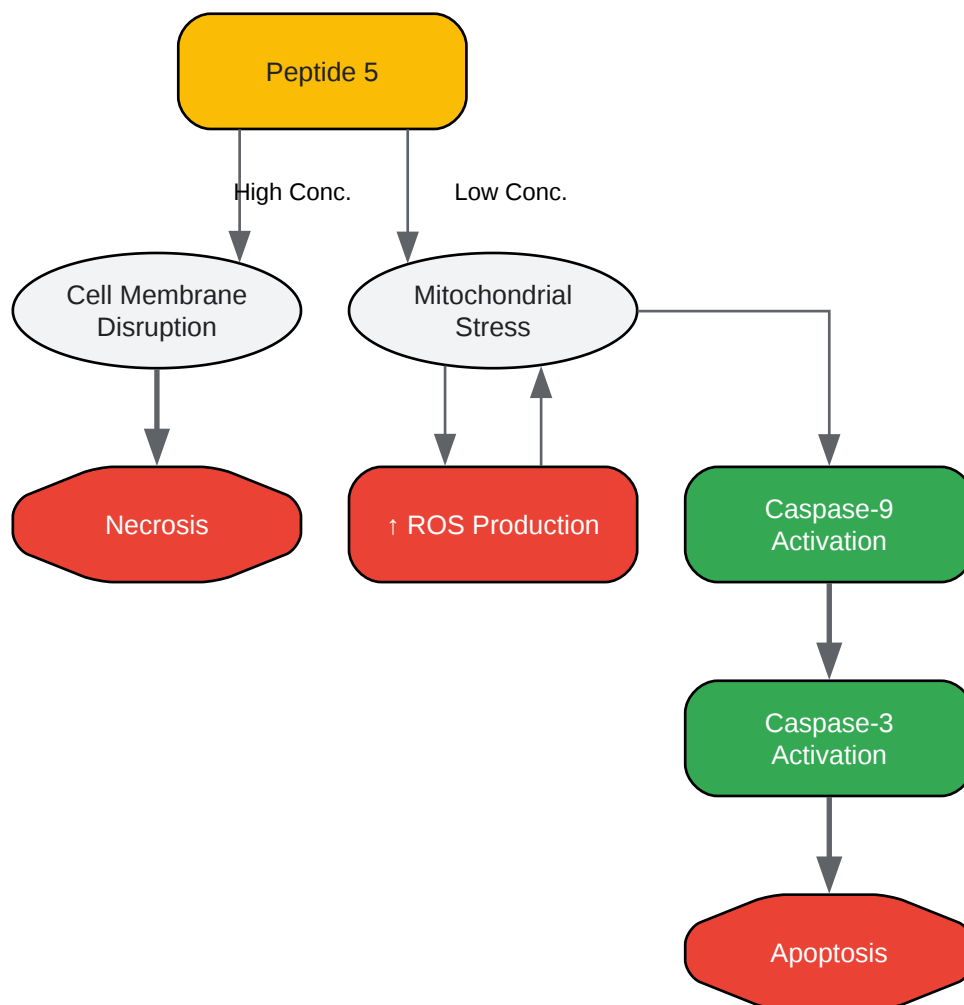 Peptide 5
High Conc.
Low Conc.
Cell Membrane
Disruption
Mitochondrial
Stress
Necrosis
↑ ROS Production
Caspase-9
Activation
Caspase-3
Activation
Apoptosis